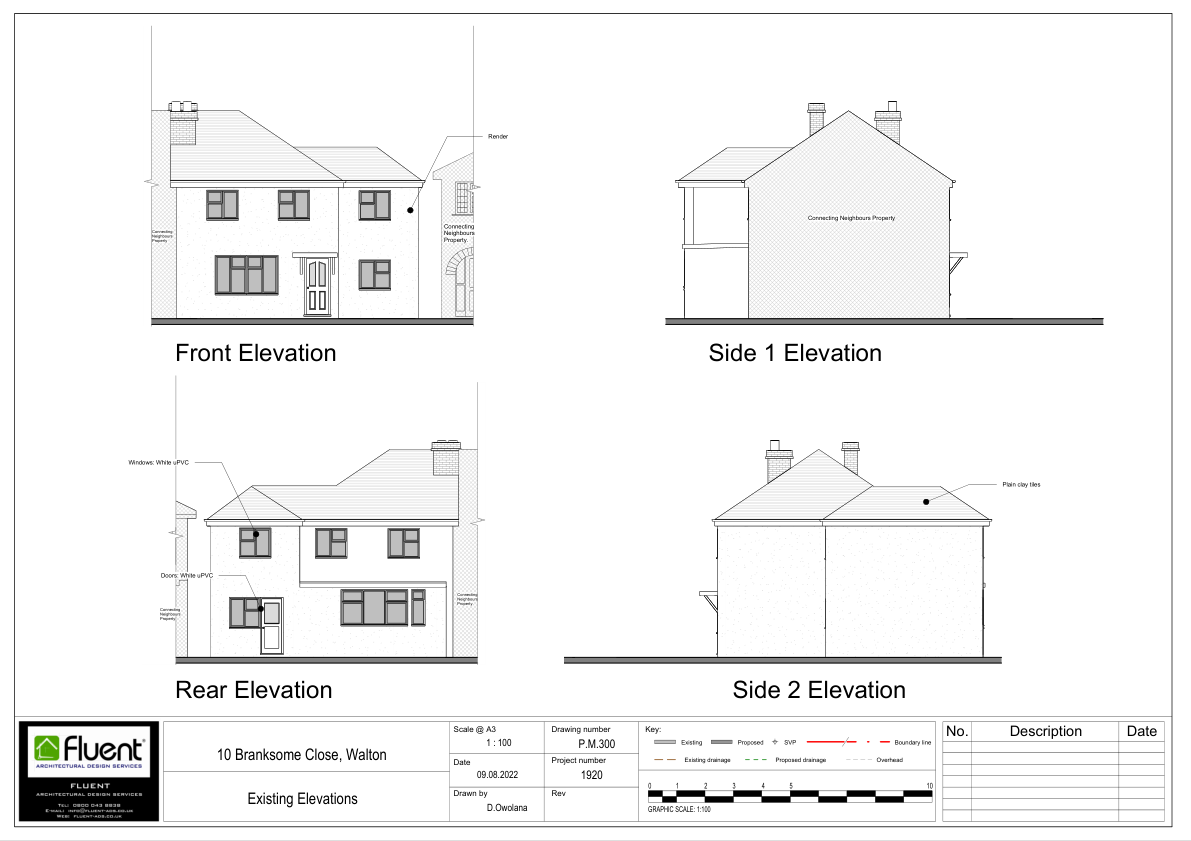 Render
Connecting
Neighbours
Property
Connecting
Neighbours
Property.
Front Elevation
Connecting Neighbours Property
Side 1 Elevation
Windows: White uPVC
Doors: White uPVC
Connecting
Neighbours
Property
Connecting
Neighbours
Property
Rear Elevation
Plain clay tiles
Side 2 Elevation
fluent
ARCHITECTURAL DESIGN SERVICES
FLUENT
ARCHITECTURAL DESIGN SERVICES
TEL: 0800 043 8838
E-MAIL: INFO@FLUENT-ADS.CO.UK
WEB: FLUENT-ADS.CO.UK
10 Branksome Close, Walton
Existing Elevations
Scale @ A3
1 : 100
Date
09.08.2022
Drawn by
D.Owolana
Drawing number
P.M.300
Project number
1920
Rev
Key:
Existing
Proposed
SVP
Boundary line
Existing drainage
Proposed drainage
Overhead
0 1 2 3 4 5 10
GRAPHIC SCALE: 1:100
No. Description Date